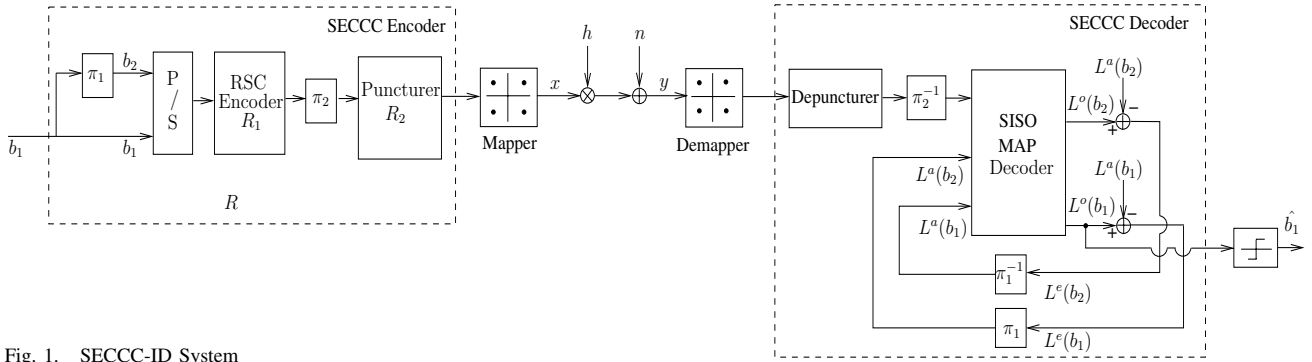 SECCC Encoder
π₁
b₂
P
/
S
b₁
b₁
RSC
Encoder
R₁
π₂
Puncturer
R₂
R
Mapper
x
h
n
y
Demapper
SECCC Decoder
Depuncturer
π₂⁻¹
SISO
MAP
Decoder
Lᵃ(b₂)
Lᵒ(b₂)
−
+
Lᵃ(b₁)
Lᵒ(b₁)
−
+
Lᵃ(b₂)
Lᵃ(b₁)
π₁⁻¹
Lᵉ(b₂)
π₁
Lᵉ(b₁)
b̂₁
Fig. 1. SECCC-ID System